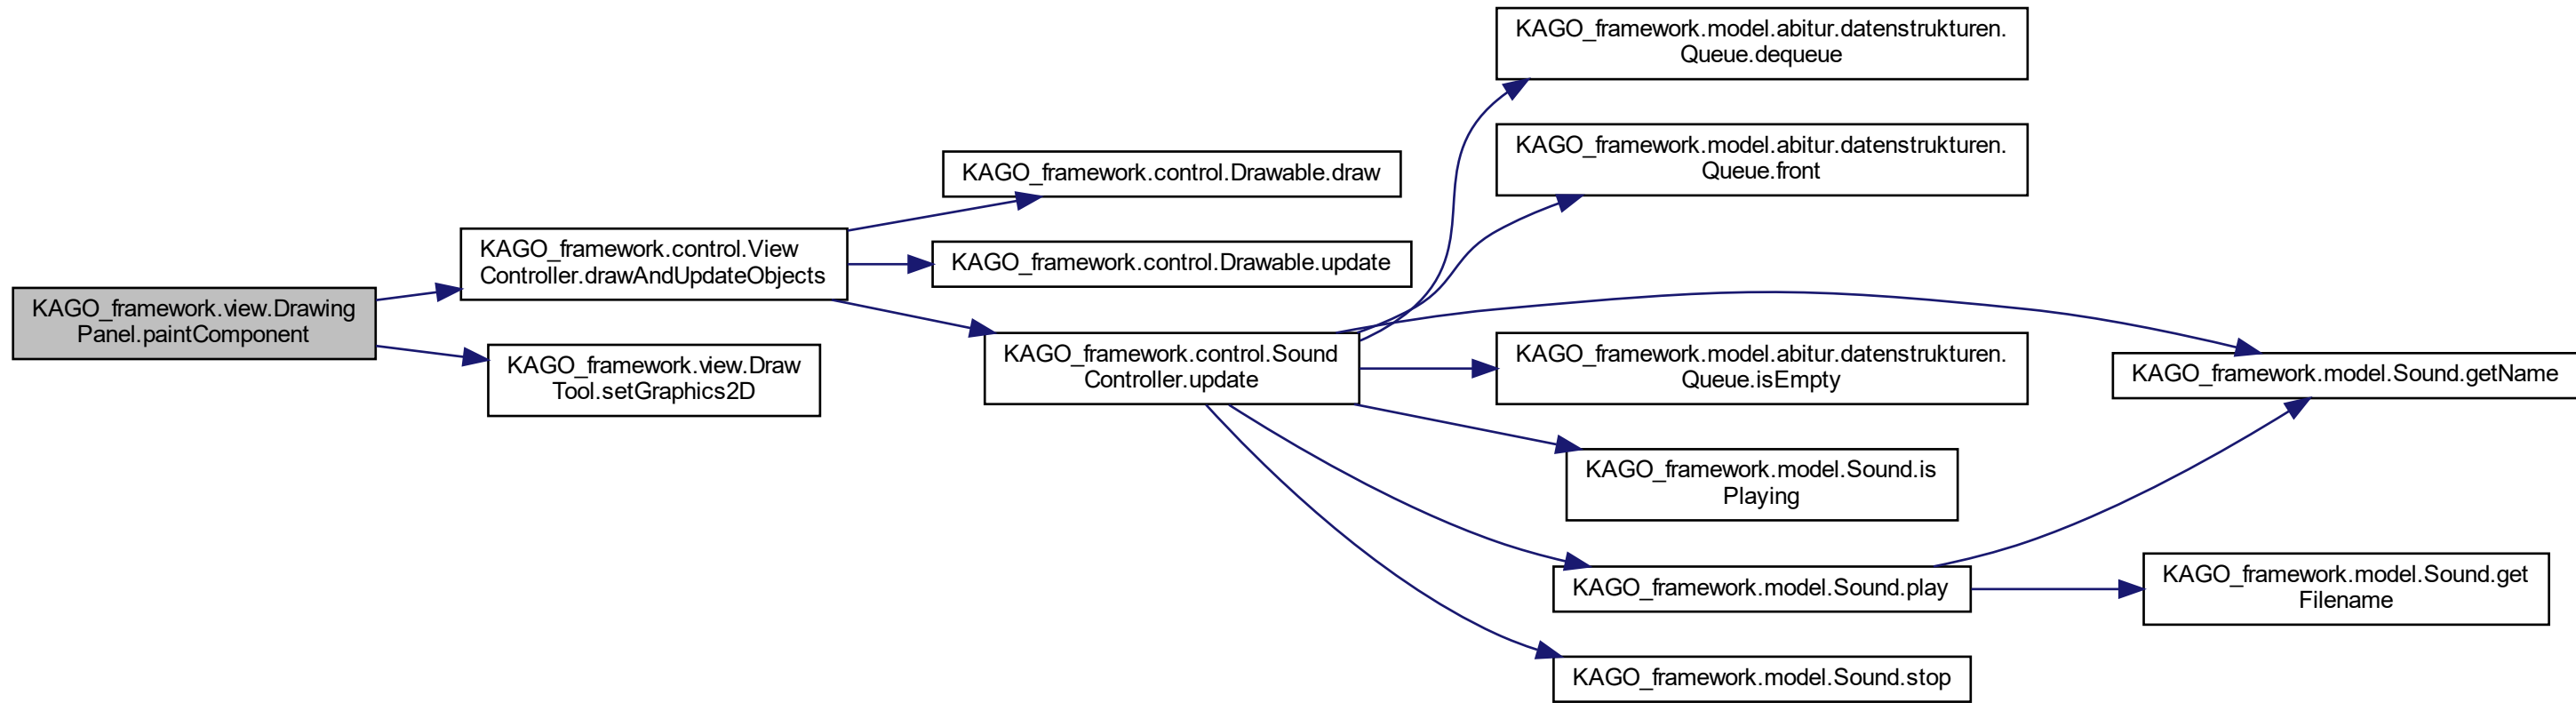 KAGO_framework.view.Drawing
Panel.paintComponent
KAGO_framework.control.View
Controller.drawAndUpdateObjects
KAGO_framework.view.Draw
Tool.setGraphics2D
KAGO_framework.control.Drawable.draw
KAGO_framework.control.Drawable.update
KAGO_framework.control.Sound
Controller.update
KAGO_framework.model.abitur.datenstrukturen.
Queue.dequeue
KAGO_framework.model.abitur.datenstrukturen.
Queue.front
KAGO_framework.model.abitur.datenstrukturen.
Queue.isEmpty
KAGO_framework.model.Sound.is
Playing
KAGO_framework.model.Sound.play
KAGO_framework.model.Sound.stop
KAGO_framework.model.Sound.getName
KAGO_framework.model.Sound.get
Filename